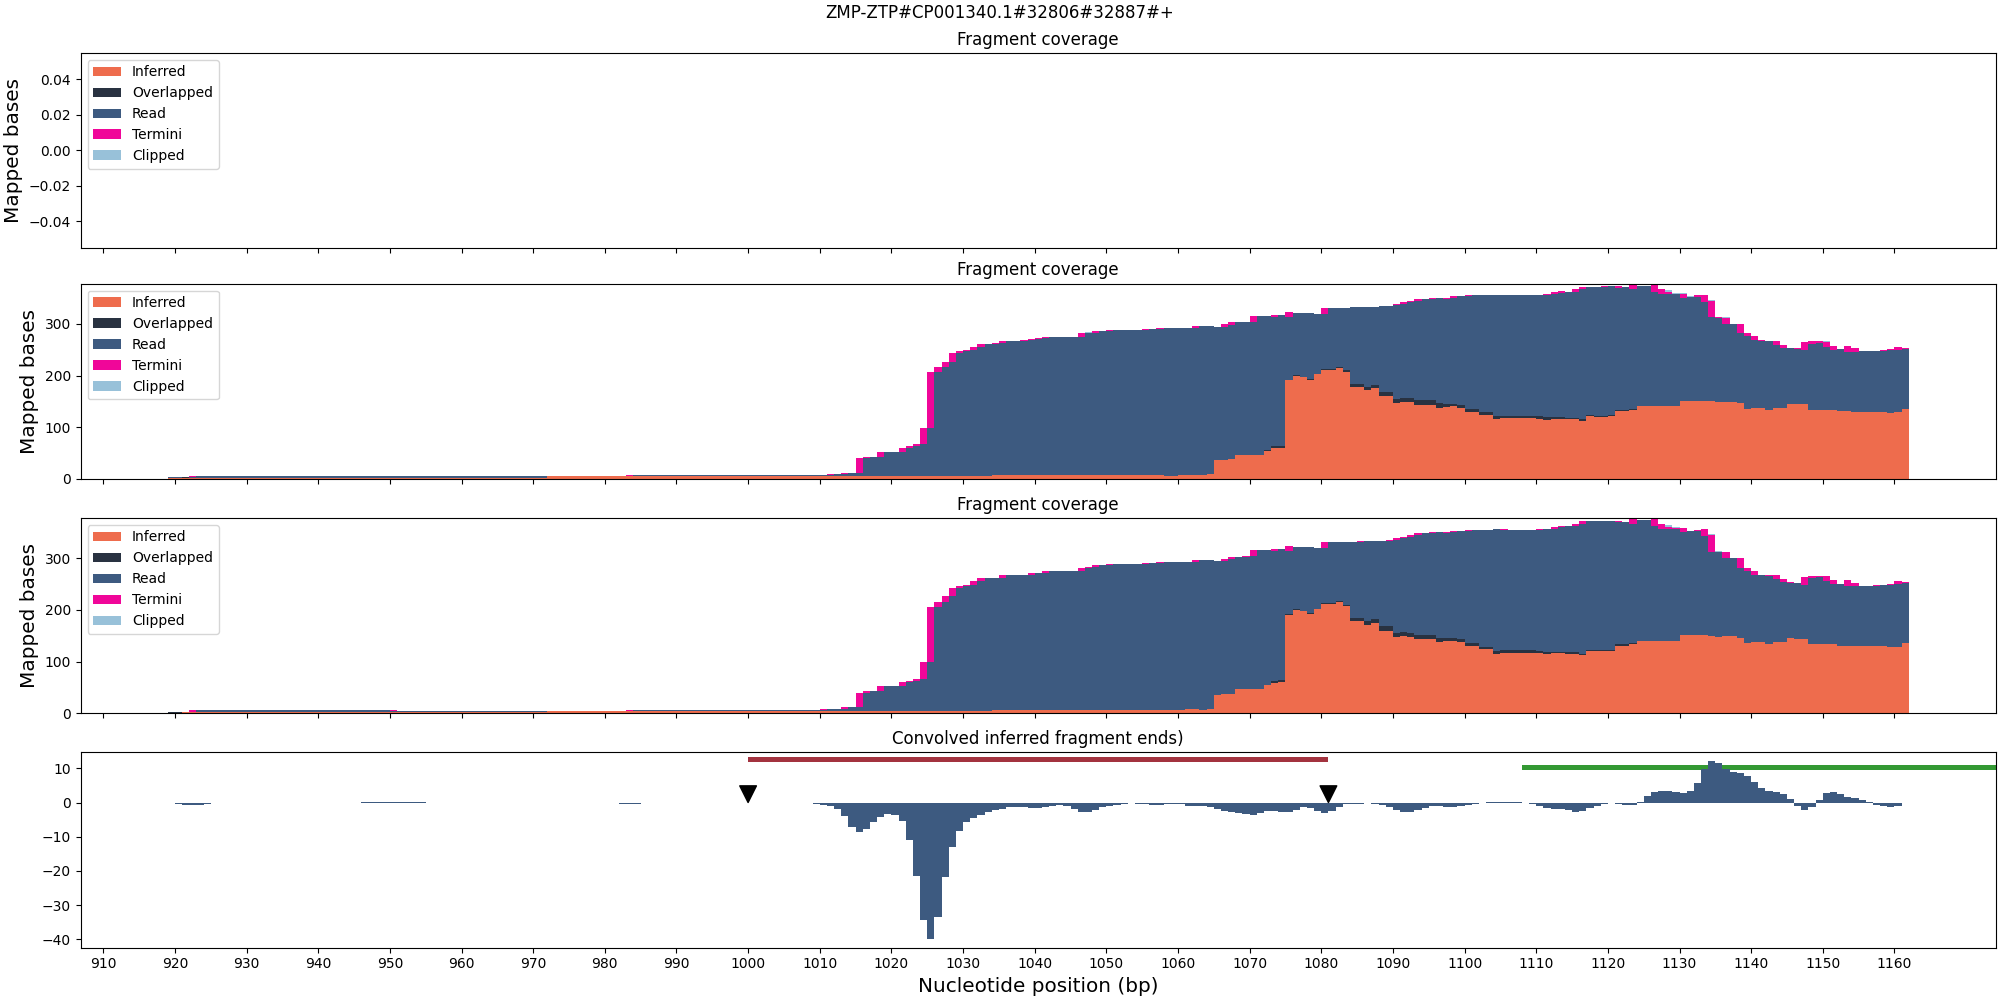 ZMP-ZTP#CP001340.1#32806#32887#+
Fragment coverage
Mapped bases
0.04
0.02
0.00
−0.02
−0.04
Inferred
Overlapped
Read
Termini
Clipped
Fragment coverage
Mapped bases
300
200
100
0
Inferred
Overlapped
Read
Termini
Clipped
Fragment coverage
Mapped bases
300
200
100
0
Inferred
Overlapped
Read
Termini
Clipped
Convolved inferred fragment ends)
10
0
−10
−20
−30
−40
910 920 930 940 950 960 970 980 990 1000 1010 1020 1030 1040 1050 1060 1070 1080 1090 1100 1110 1120 1130 1140 1150 1160
Nucleotide position (bp)